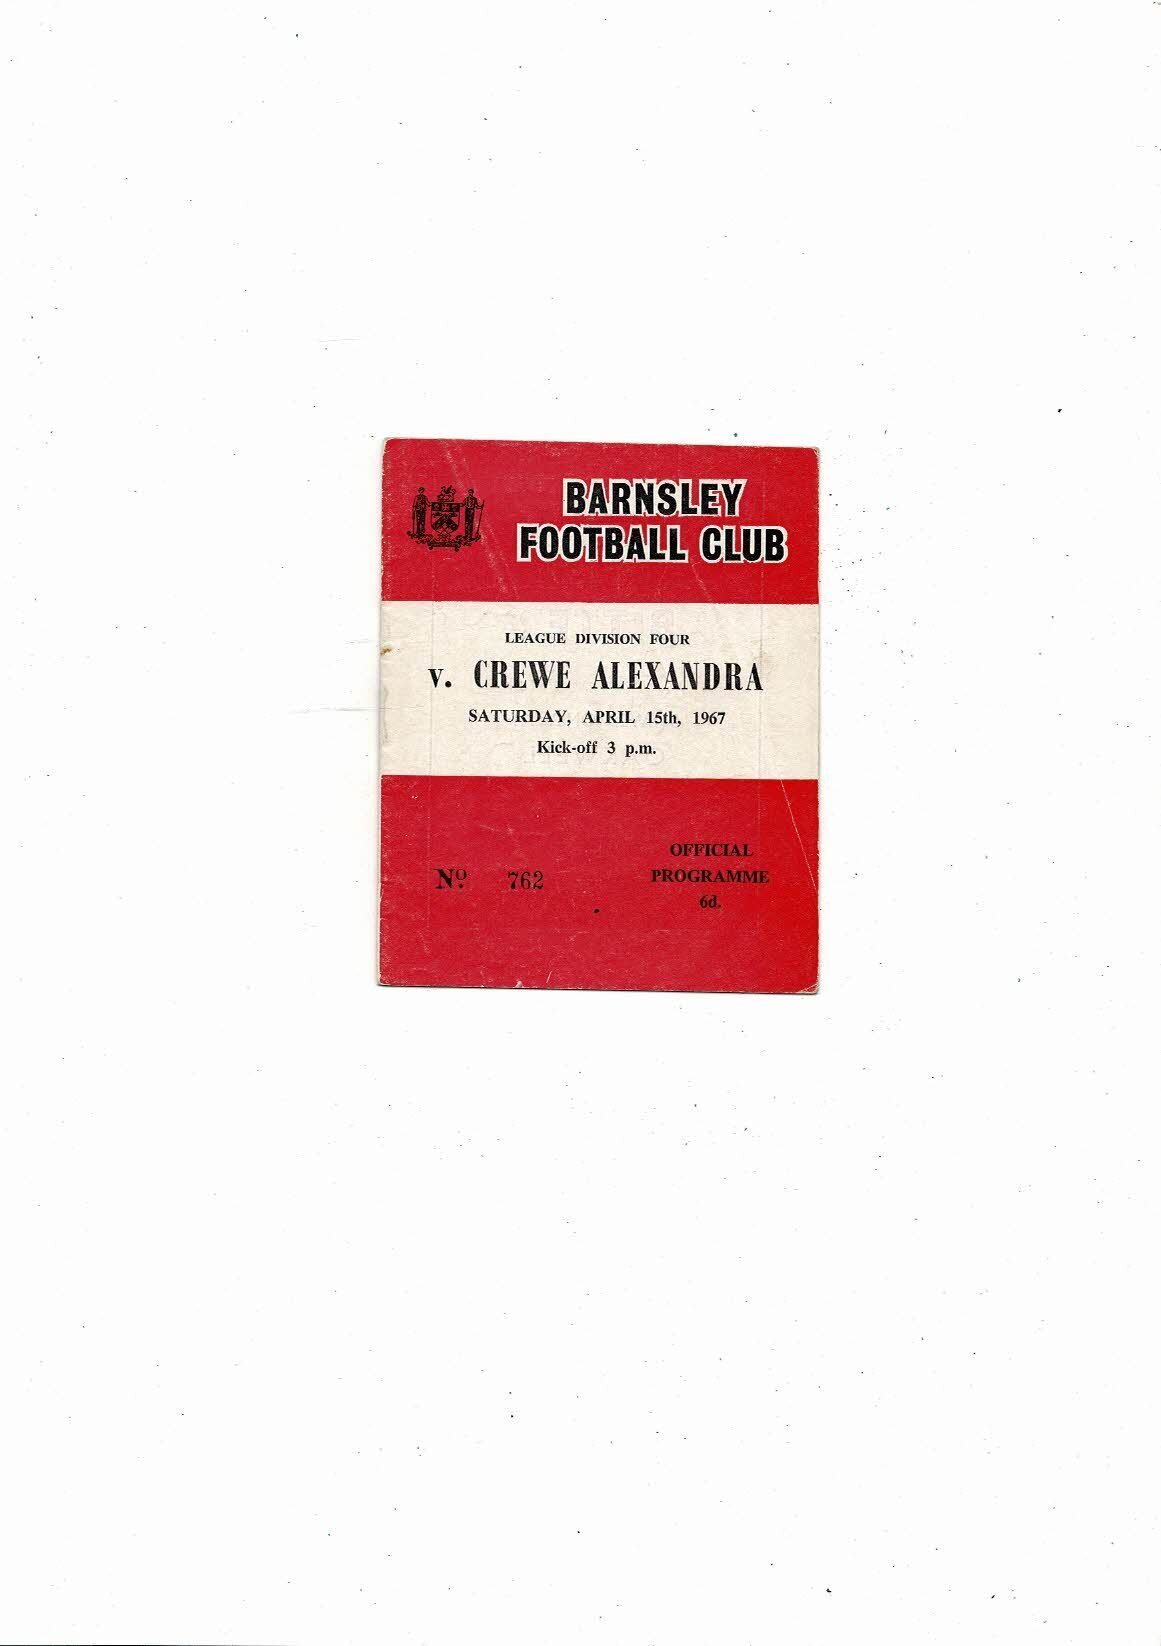 BARNSLEY
FOOTBALL CLUB
LEAGUE DIVISION FOUR
v. CREWE ALEXANDRA
SATURDAY, APRIL 15th, 1967
Kick-off 3 p.m.
OFFICIAL
PROGRAMME
6d.
Nº. 762